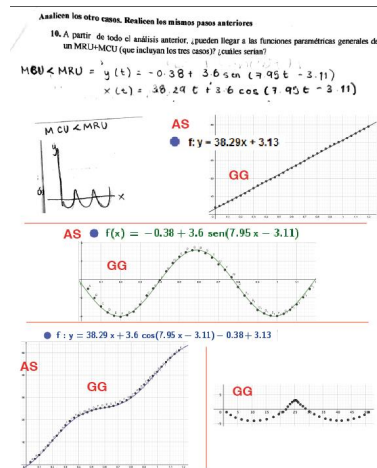 Analicen los otro casos. Realicen los mismos pasos anteriores
10. A partir de todo el análisis anterior, ¿pueden llegar a las funciones paramétricas generales de
un MRU+MCU (que incluyan los tres casos)? ¿cuáles serían?
MCU < MRU = y(t) = -0.38 + 3.6 sen (7.95t - 3.11)
x(t) = 38.29 t + 3.6 cos (7.95t - 3.11)
MCU < MRU
y
x
AS
f: y = 38.29x + 3.13
GG
AS
f(x) = −0.38 + 3.6 sen(7.95 x − 3.11)
GG
f : y = 38.29 x + 3.6 cos(7.95 x − 3.11) − 0.38 + 3.13
AS
GG
GG